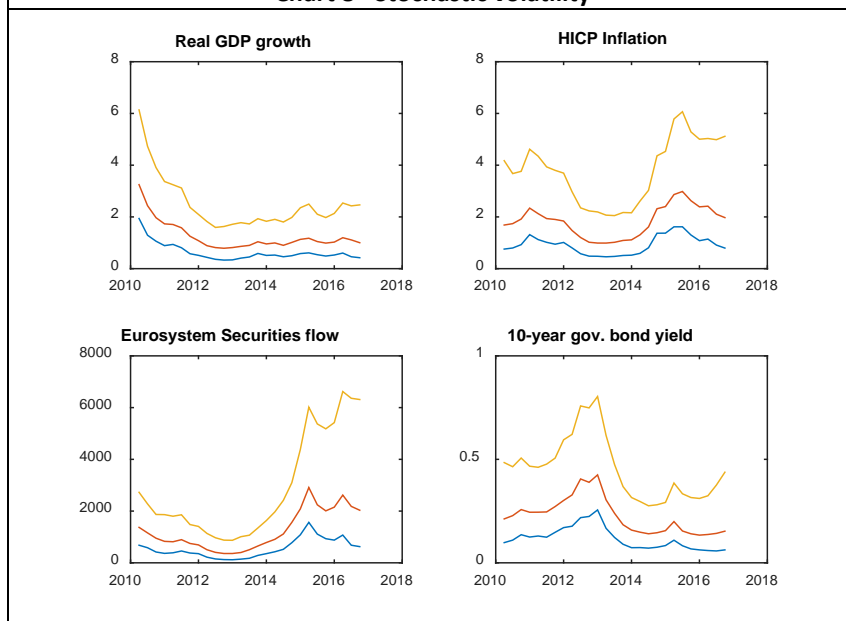 Chart - Stochastic Volatility
Real GDP growth
8
6
4
2
0
2010 2012 2014 2016 2018
HICP Inflation
8
6
4
2
0
2010 2012 2014 2016 2018
Eurosystem Securities flow
8000
6000
4000
2000
0
2010 2012 2014 2016 2018
10-year gov. bond yield
1
0.5
0
2010 2012 2014 2016 2018